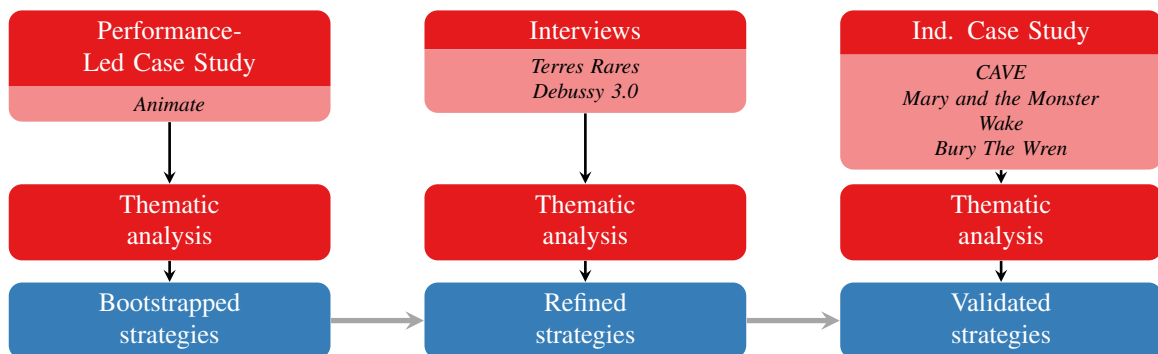 Performance-
Led Case Study
Animate
Interviews
Terres Rares
Debussy 3.0
Ind. Case Study
CAVE
Mary and the Monster
Wake
Bury The Wren
Thematic
analysis
Thematic
analysis
Thematic
analysis
Bootstrapped
strategies
Refined
strategies
Validated
strategies